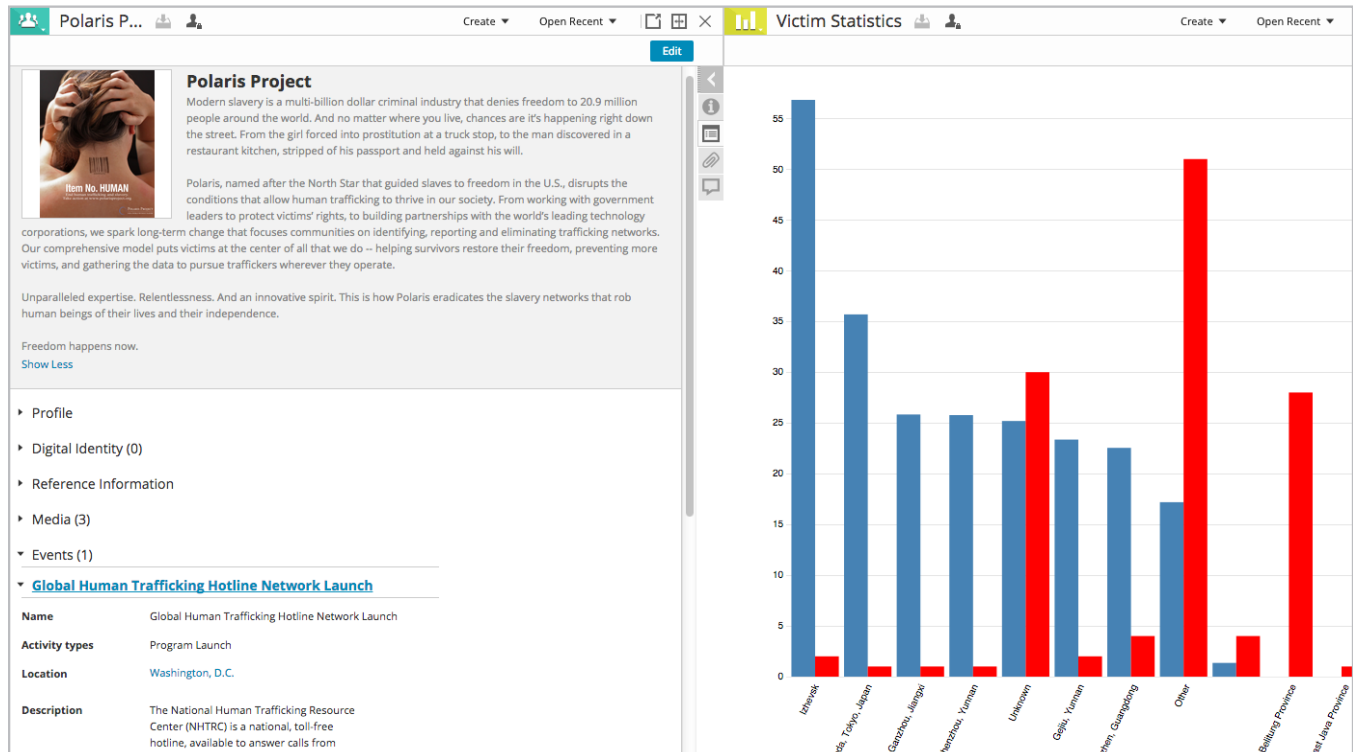 Polaris P...
Create
Open Recent
Edit
Polaris Project
Modern slavery is a multi-billion dollar criminal industry that denies freedom to 20.9 million
people around the world. And no matter where you live, chances are it's happening right down
the street. From the girl forced into prostitution at a truck stop, to the man discovered in a
restaurant kitchen, stripped of his passport and held against his will.
Polaris, named after the North Star that guided slaves to freedom in the U.S., disrupts the
conditions that allow human trafficking to thrive in our society. From working with government
leaders to protect victims' rights, to building partnerships with the world's leading technology
corporations, we spark long-term change that focuses communities on identifying, reporting and eliminating trafficking networks.
Our comprehensive model puts victims at the center of all that we do -- helping survivors restore their freedom, preventing more
victims, and gathering the data to pursue traffickers wherever they operate.
Unparalleled expertise. Relentlessness. And an innovative spirit. This is how Polaris eradicates the slavery networks that rob
human beings of their lives and their independence.
Freedom happens now.
Show Less
Item No. HUMAN
Profile
Digital Identity (0)
Reference Information
Media (3)
Events (1)
Global Human Trafficking Hotline Network Launch
Name Global Human Trafficking Hotline Network Launch
Activity types Program Launch
Location Washington, D.C.
Description The National Human Trafficking Resource
Center (NHTRC) is a national, toll-free
hotline, available to answer calls from
Victim Statistics
Create
Open Recent
55
50
45
40
35
30
25
20
15
10
5
0
Izhevsk
da, Tokyo, Japan
Ganzhou, Jiangxi
henzhou, Yunnan
Unknown
Gejiu, Yunnan
hen, Guangdong
Other
Belitung Province
ast Java Province